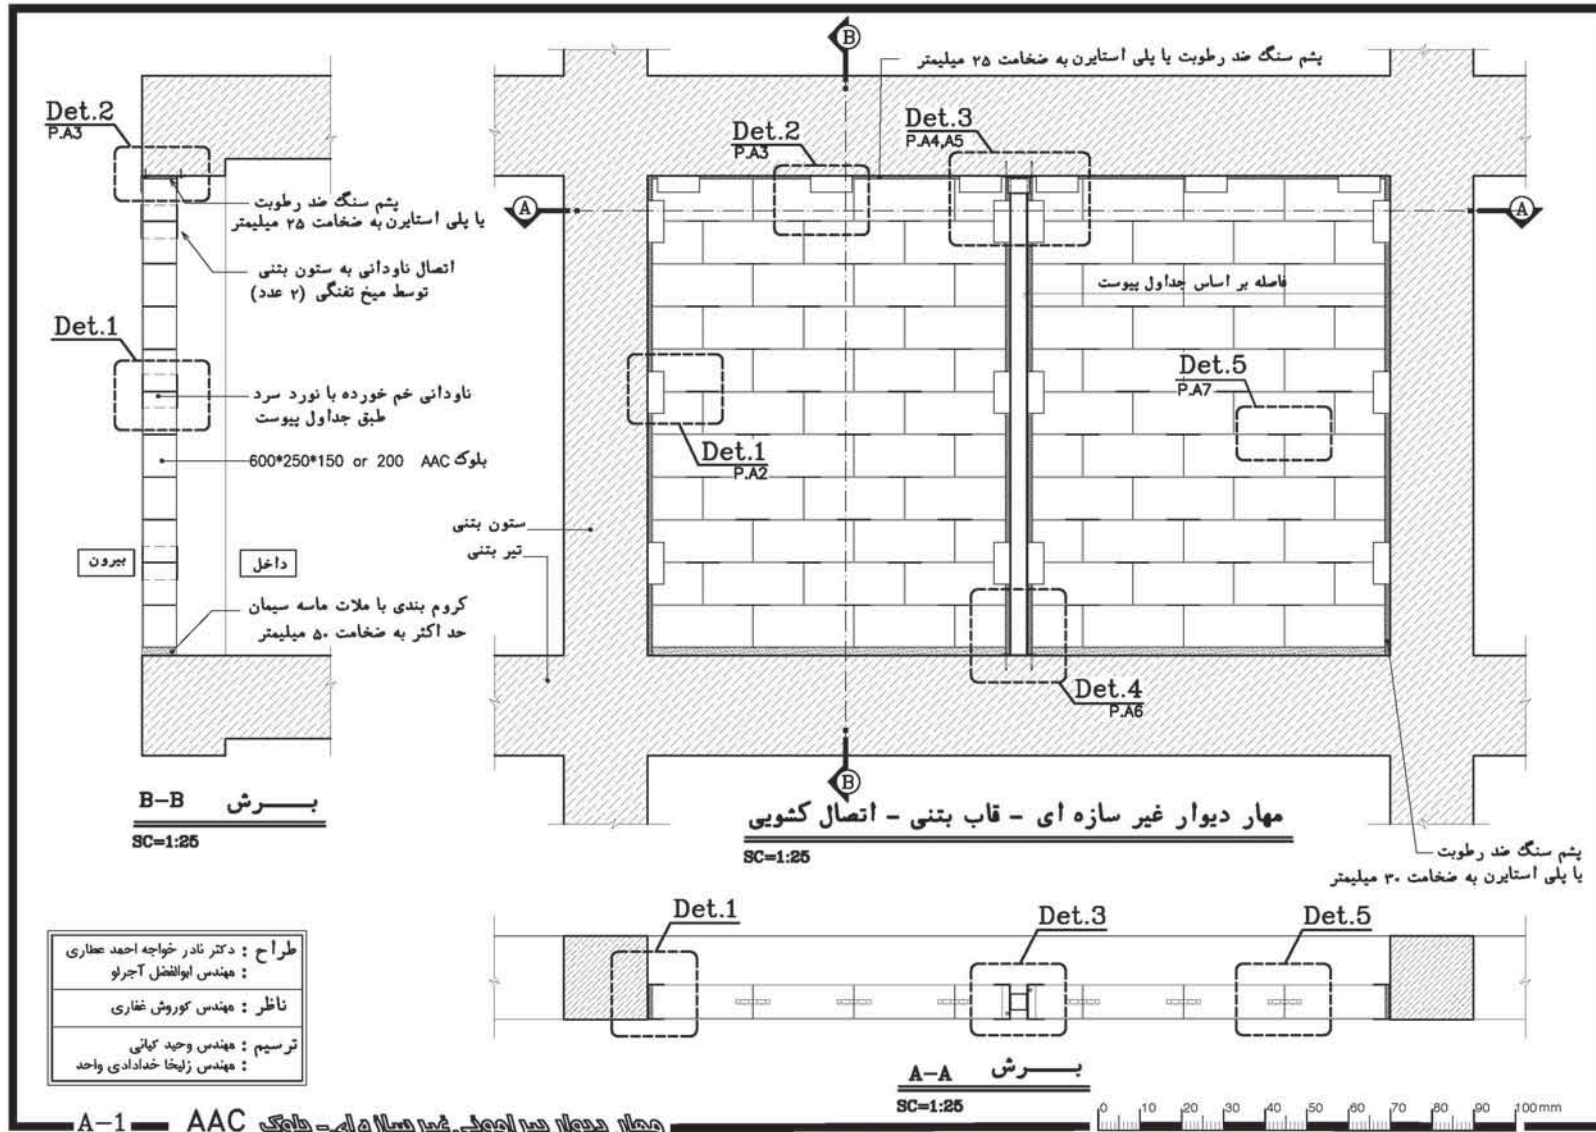 B
پشم سنگ ضد رطوبت یا پلی استایرن به ضخامت ۲۵ میلیمتر
Det.2
P.A3
Det.2
P.A3
Det.3
P.A4,A5
پشم سنگ ضد رطوبت
یا پلی استایرن به ضخامت ۲۵ میلیمتر
A
A
اتصال ناودانی به ستون بتنی
توسط میخ تفنگی (۲ عدد)
فاصله بر اساس جداول پیوست
Det.1
ناودانی خم خورده با نورد سرد
طبق جداول پیوست
Det.5
P.A7
Det.1
P.A2
بلوک 600*250*150 or 200 AAC
ستون بتنی
تیر بتنی
بیرون
داخل
کروم بندی با ملات ماسه سیمان
حد اکثر به ضخامت ۵۰ میلیمتر
Det.4
P.A6
B
برش B-B
SC=1:25
مهار دیوار غیر سازه ای - قاب بتنی - اتصال کشویی
SC=1:25
پشم سنگ ضد رطوبت
یا پلی استایرن به ضخامت ۳۰ میلیمتر
Det.1
Det.3
Det.5
طراح : دکتر نادر خواجه احمد عطاری
: مهندس ابوالفضل آجرلو
ناظر : مهندس کوروش غفاری
ترسیم : مهندس وحید کیانی
: مهندس زلیخا خدادادی واحد
برش A-A
SC=1:25
0 10 20 30 40 50 60 70 80 90 100mm
A-1 مهار دیوار پیرامونی غیر سازه ای - بلوک AAC